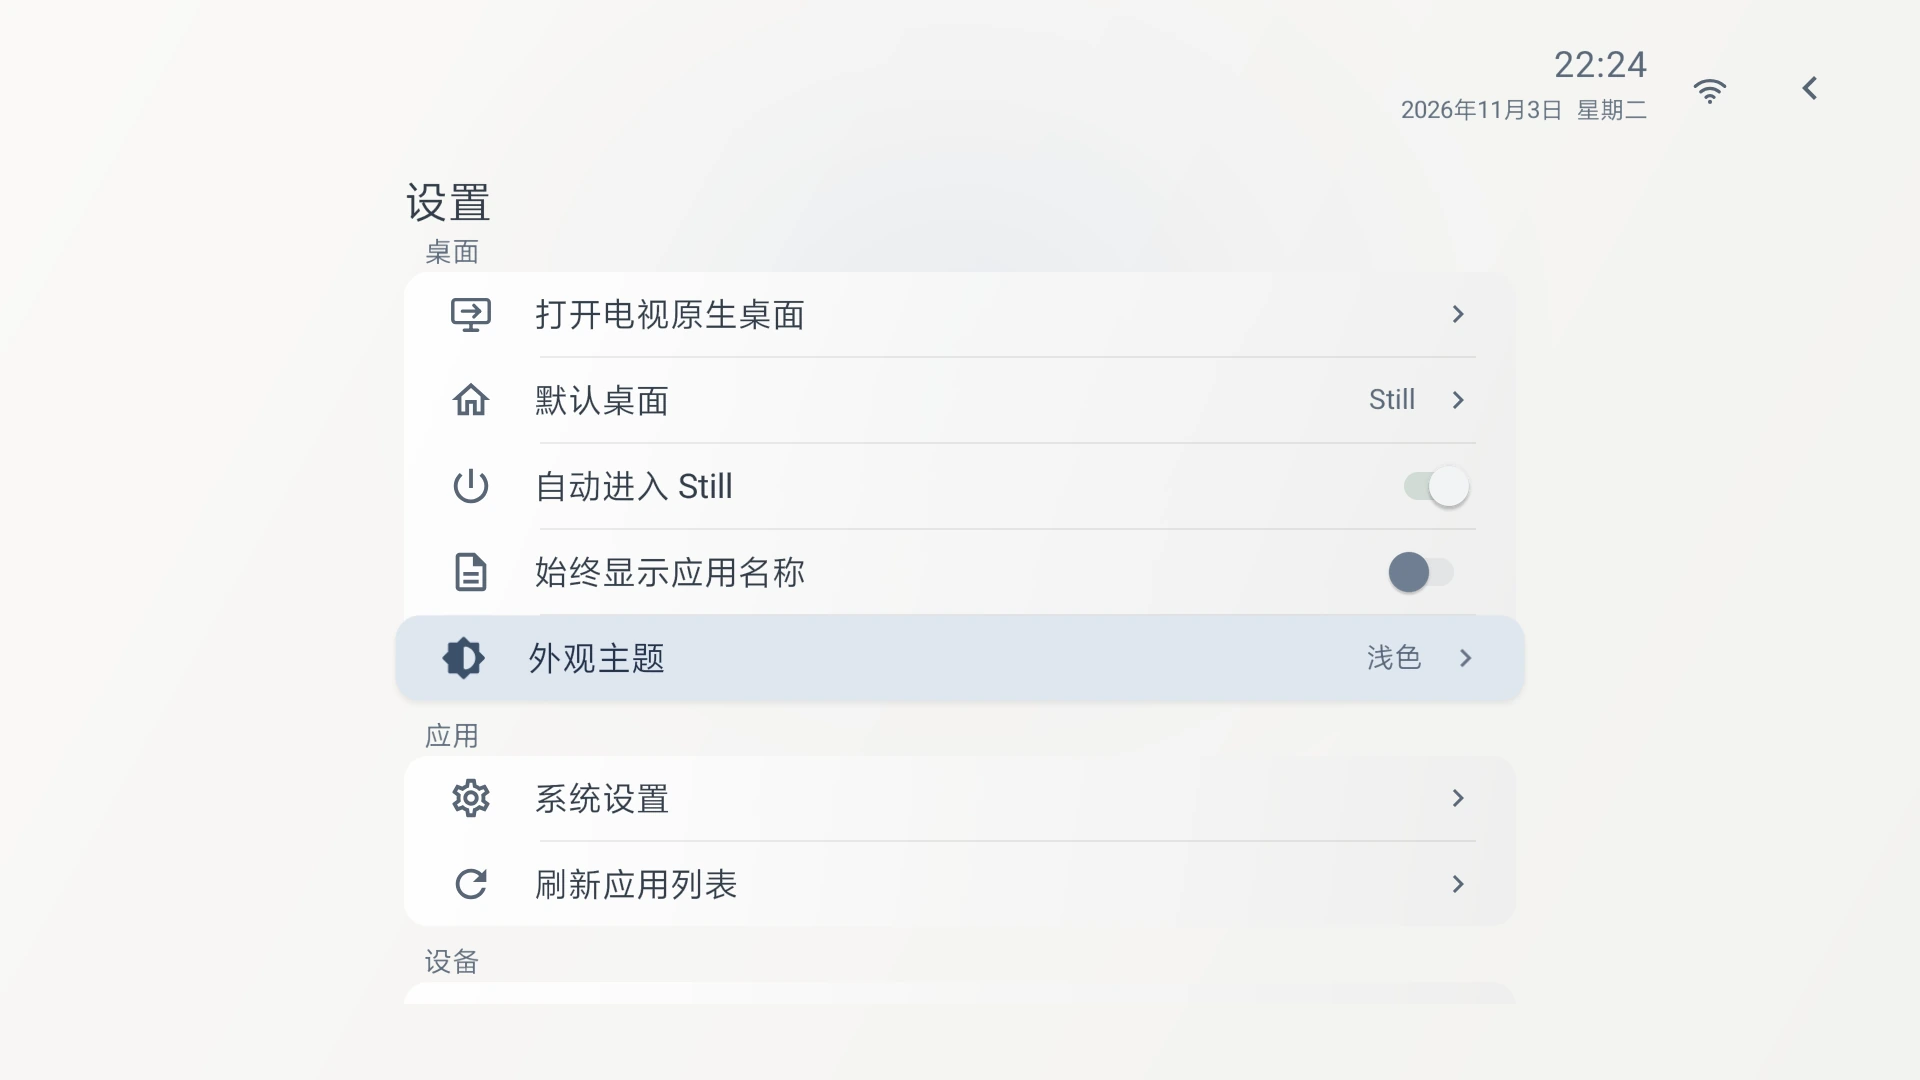 22:24
2026年11月3日 星期二
设置
桌面
打开电视原生桌面
默认桌面 Still
自动进入 Still
始终显示应用名称
外观主题 浅色
应用
系统设置
刷新应用列表
设备